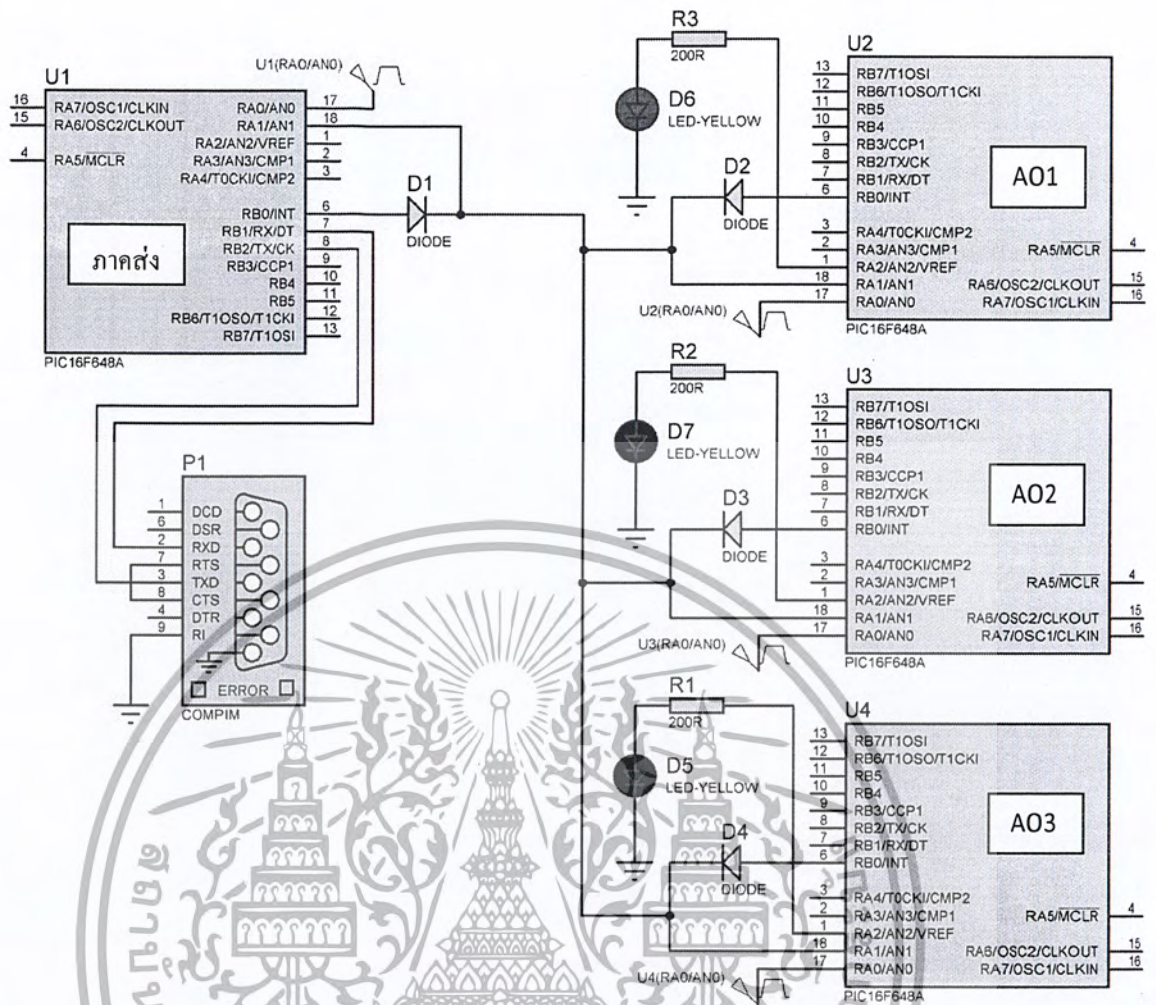 U1
16 RA7/OSC1/CLKIN
15 RA6/OSC2/CLKOUT
4 RA5/MCLR
RA0/AN0 17
RA1/AN1 18
RA2/AN2/VREF 1
RA3/AN3/CMP1 2
RA4/T0CKI/CMP2 3
RB0/INT 6
RB1/RX/DT 7
RB2/TX/CK 8
RB3/CCP1 9
RB4 10
RB5 11
RB6/T1OSO/T1CKI 12
RB7/T1OSI 13
ภาคส่ง
PIC16F648A
U1(RA0/AN0)
D1
DIODE
P1
1 DCD
6 DSR
2 RXD
7 RTS
3 TXD
8 CTS
4 DTR
9 RI
ERROR
COMPIM
R3
200R
D6
LED-YELLOW
D2
DIODE
U2(RA0/AN0)
U2
13 RB7/T1OSI
12 RB6/T1OSO/T1CKI
11 RB5
10 RB4
9 RB3/CCP1
8 RB2/TX/CK
7 RB1/RX/DT
6 RB0/INT
3 RA4/T0CKI/CMP2
2 RA3/AN3/CMP1
1 RA2/AN2/VREF
18 RA1/AN1
17 RA0/AN0
AO1
RA5/MCLR 4
RA6/OSC2/CLKOUT 15
RA7/OSC1/CLKIN 16
PIC16F648A
R2
200R
D7
LED-YELLOW
D3
DIODE
U3(RA0/AN0)
U3
13 RB7/T1OSI
12 RB6/T1OSO/T1CKI
11 RB5
10 RB4
9 RB3/CCP1
8 RB2/TX/CK
7 RB1/RX/DT
6 RB0/INT
3 RA4/T0CKI/CMP2
2 RA3/AN3/CMP1
1 RA2/AN2/VREF
18 RA1/AN1
17 RA0/AN0
AO2
RA5/MCLR 4
RA6/OSC2/CLKOUT 15
RA7/OSC1/CLKIN 16
PIC16F648A
R1
200R
D5
LED-YELLOW
D4
DIODE
U4(RA0/AN0)
U4
13 RB7/T1OSI
12 RB6/T1OSO/T1CKI
11 RB5
10 RB4
9 RB3/CCP1
8 RB2/TX/CK
7 RB1/RX/DT
6 RB0/INT
3 RA4/T0CKI/CMP2
2 RA3/AN3/CMP1
1 RA2/AN2/VREF
18 RA1/AN1
17 RA0/AN0
AO3
RA5/MCLR 4
RA6/OSC2/CLKOUT 15
RA7/OSC1/CLKIN 16
PIC16F648A